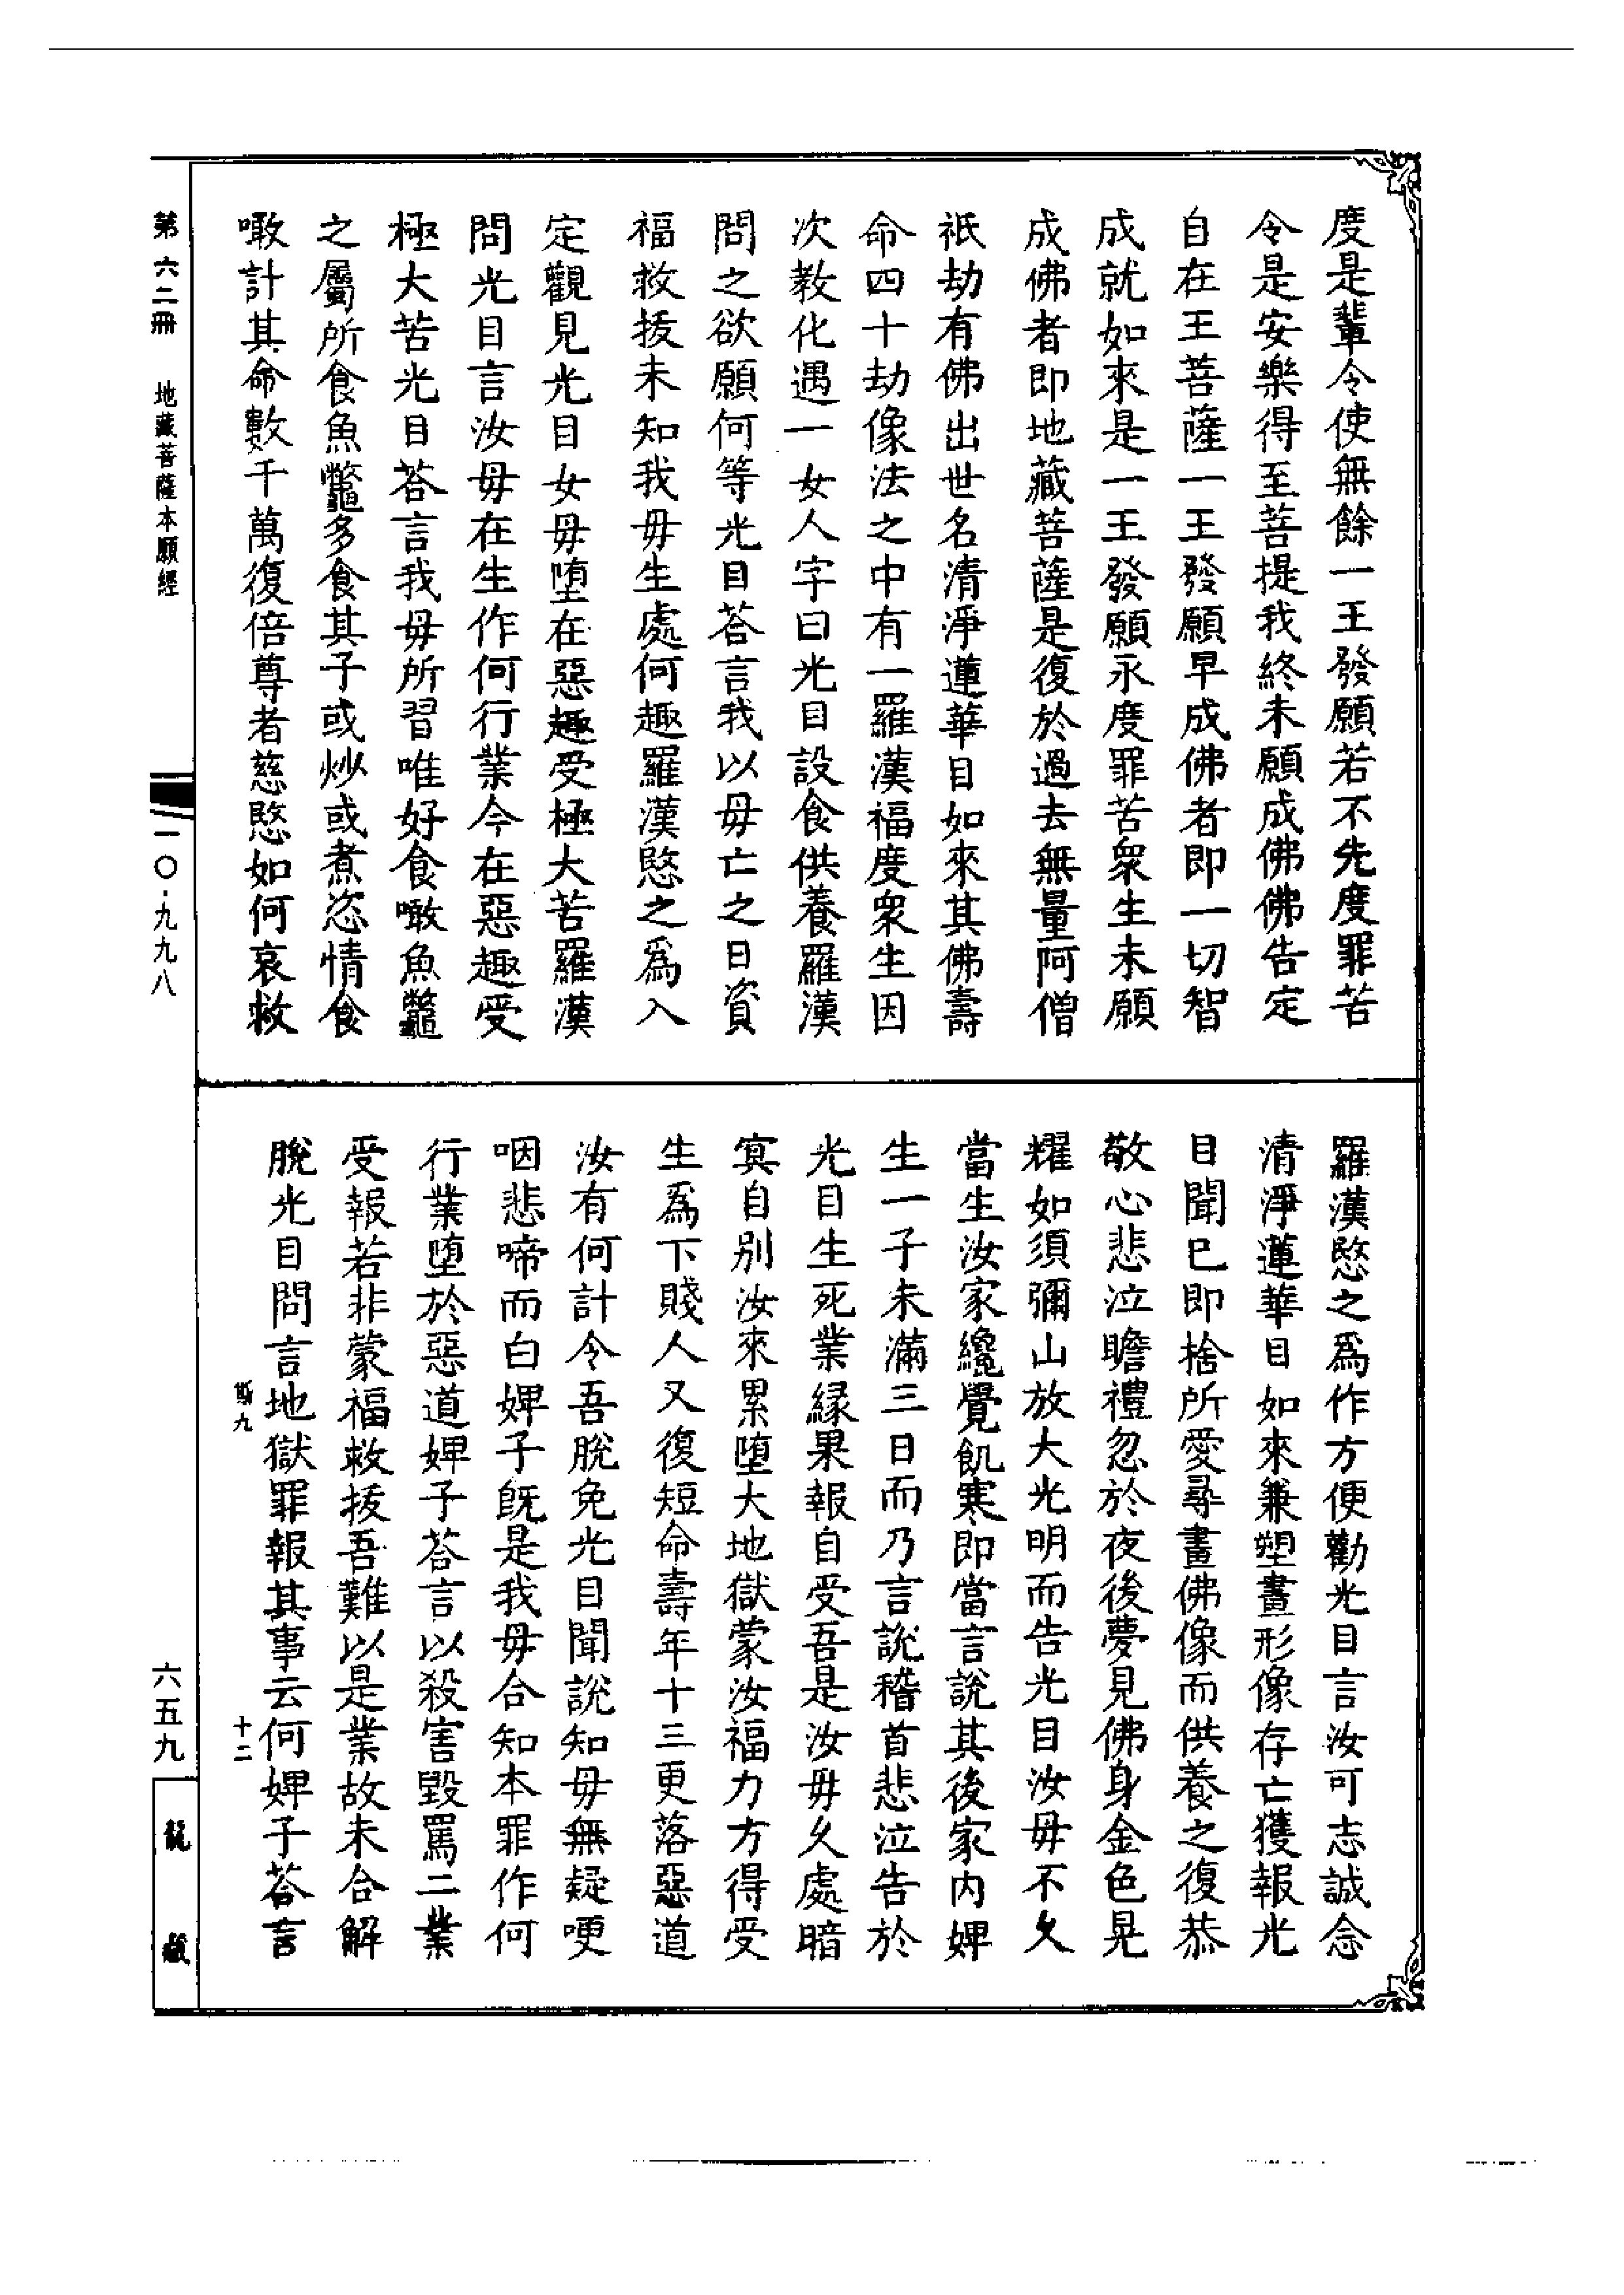 度是輩令使無餘一王發願若不先度罪苦
令是安樂得至菩提我終未願成佛佛告定
自在王菩薩一王發願早成佛者即一切智
成就如來是一王發願永度罪苦衆生未願
成佛者即地藏菩薩是復於過去無量阿僧
祇劫有佛出世名清淨蓮華目如來其佛壽
命四十劫像法之中有一羅漢福度衆生因
次教化遇一女人字曰光目設食供養羅漢
問之欲願何等光目荅言我以母亡之日資
福救拔未知我母生處何趣羅漢愍之爲入
定觀見光目女母墮在惡趣受極大苦羅漢
問光目言汝母在生作何行業今在惡趣受
極大苦光目荅言我母所習唯好食噉魚鼈
之屬所食魚鼈多食其子或炒或煮恣情食
噉計其命數千萬復倍尊者慈愍如何哀救
羅漢愍之爲作方便勸光目言汝可志誠念
清淨蓮華目如來兼塑畫形像存亡獲報光
目聞已即捨所愛尋畫佛像而供養之復恭
敬心悲泣瞻禮忽於夜後夢見佛身金色晃
耀如須彌山放大光明而告光目汝母不久
當生汝家纔覺飢寒即當言說其後家內婢
生一子未滿三日而乃言說稽首悲泣告於
光目生死業緣果報自受吾是汝母久處暗
冥自別汝來累墮大地獄蒙汝福力方得受
生爲下賤人又復短命壽年十三更落惡道
汝有何計令吾脫免光目聞說知母無疑哽
咽悲啼而白婢子旣是我母合知本罪作何
行業墮於惡道婢子荅言以殺害毀罵二業
受報若非蒙福救拔吾難以是業故未合解
脫光目問言地獄罪報其事云何婢子荅言
斯九
十二
第六二冊
地藏菩薩本願經
一〇·九九八
六五九
龍藏